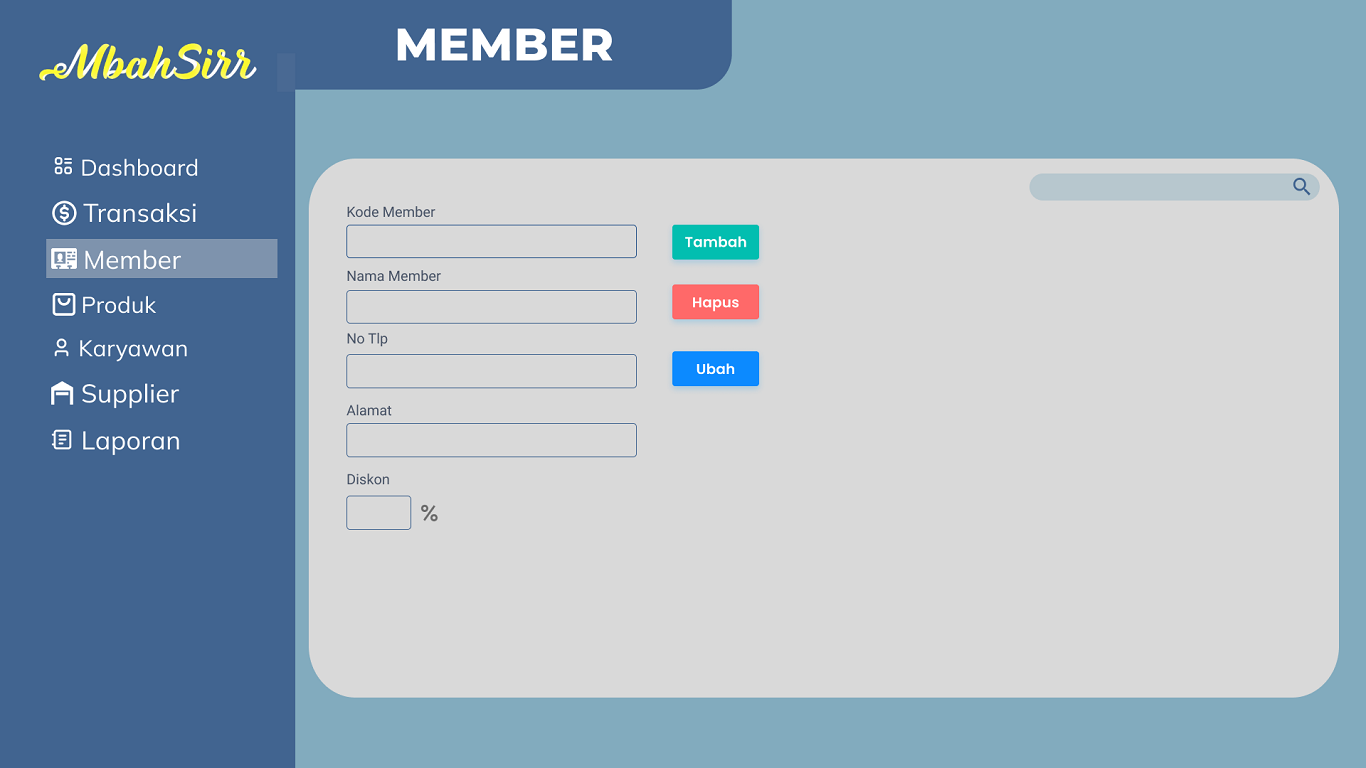 MbahSirr
MEMBER
Dashboard
Transaksi
Member
Produk
Karyawan
Supplier
Laporan
Kode Member
Tambah
Nama Member
Hapus
No Tlp
Ubah
Alamat
Diskon
%